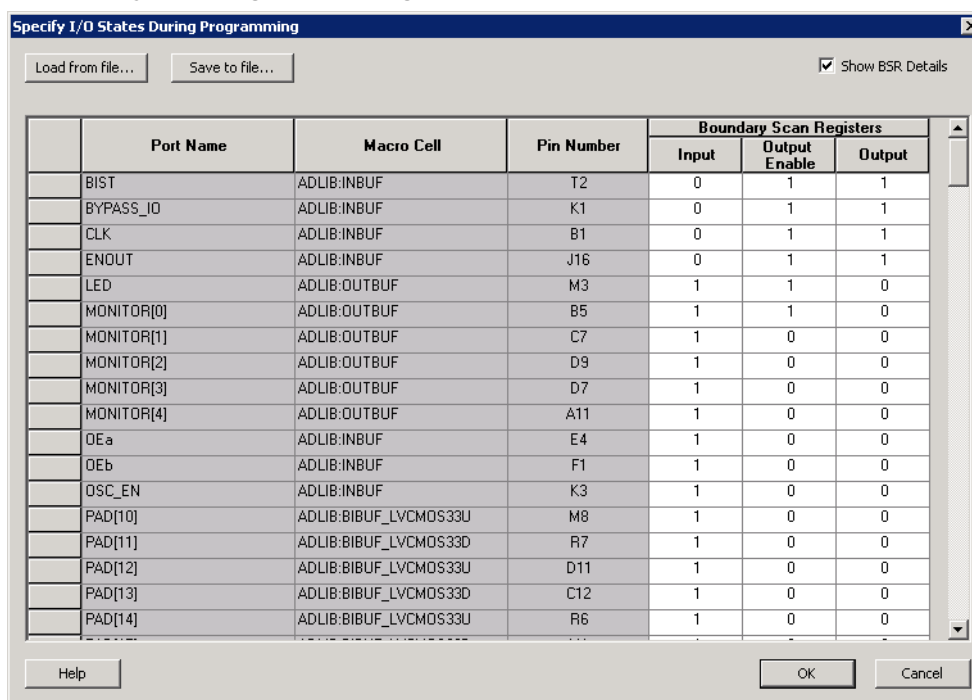 Specify I/O States During Programming
Load from file... Save to file... Show BSR Details
Port Name Macro Cell Pin Number Boundary Scan Registers
Input Output Enable Output
BIST ADLIB:INBUF T2 0 1 1
BYPASS_IO ADLIB:INBUF K1 0 1 1
CLK ADLIB:INBUF B1 0 1 1
ENOUT ADLIB:INBUF J16 0 1 1
LED ADLIB:OUTBUF M3 1 1 0
MONITOR[0] ADLIB:OUTBUF B5 1 1 0
MONITOR[1] ADLIB:OUTBUF C7 1 0 0
MONITOR[2] ADLIB:OUTBUF D9 1 0 0
MONITOR[3] ADLIB:OUTBUF D7 1 0 0
MONITOR[4] ADLIB:OUTBUF A11 1 0 0
OEa ADLIB:INBUF E4 1 0 0
OEb ADLIB:INBUF F1 1 0 0
OSC_EN ADLIB:INBUF K3 1 0 0
PAD[10] ADLIB:BIBUF_LVCMOS33U M8 1 0 0
PAD[11] ADLIB:BIBUF_LVCMOS33D R7 1 0 0
PAD[12] ADLIB:BIBUF_LVCMOS33U D11 1 0 0
PAD[13] ADLIB:BIBUF_LVCMOS33D C12 1 0 0
PAD[14] ADLIB:BIBUF_LVCMOS33U R6 1 0 0
Help OK Cancel